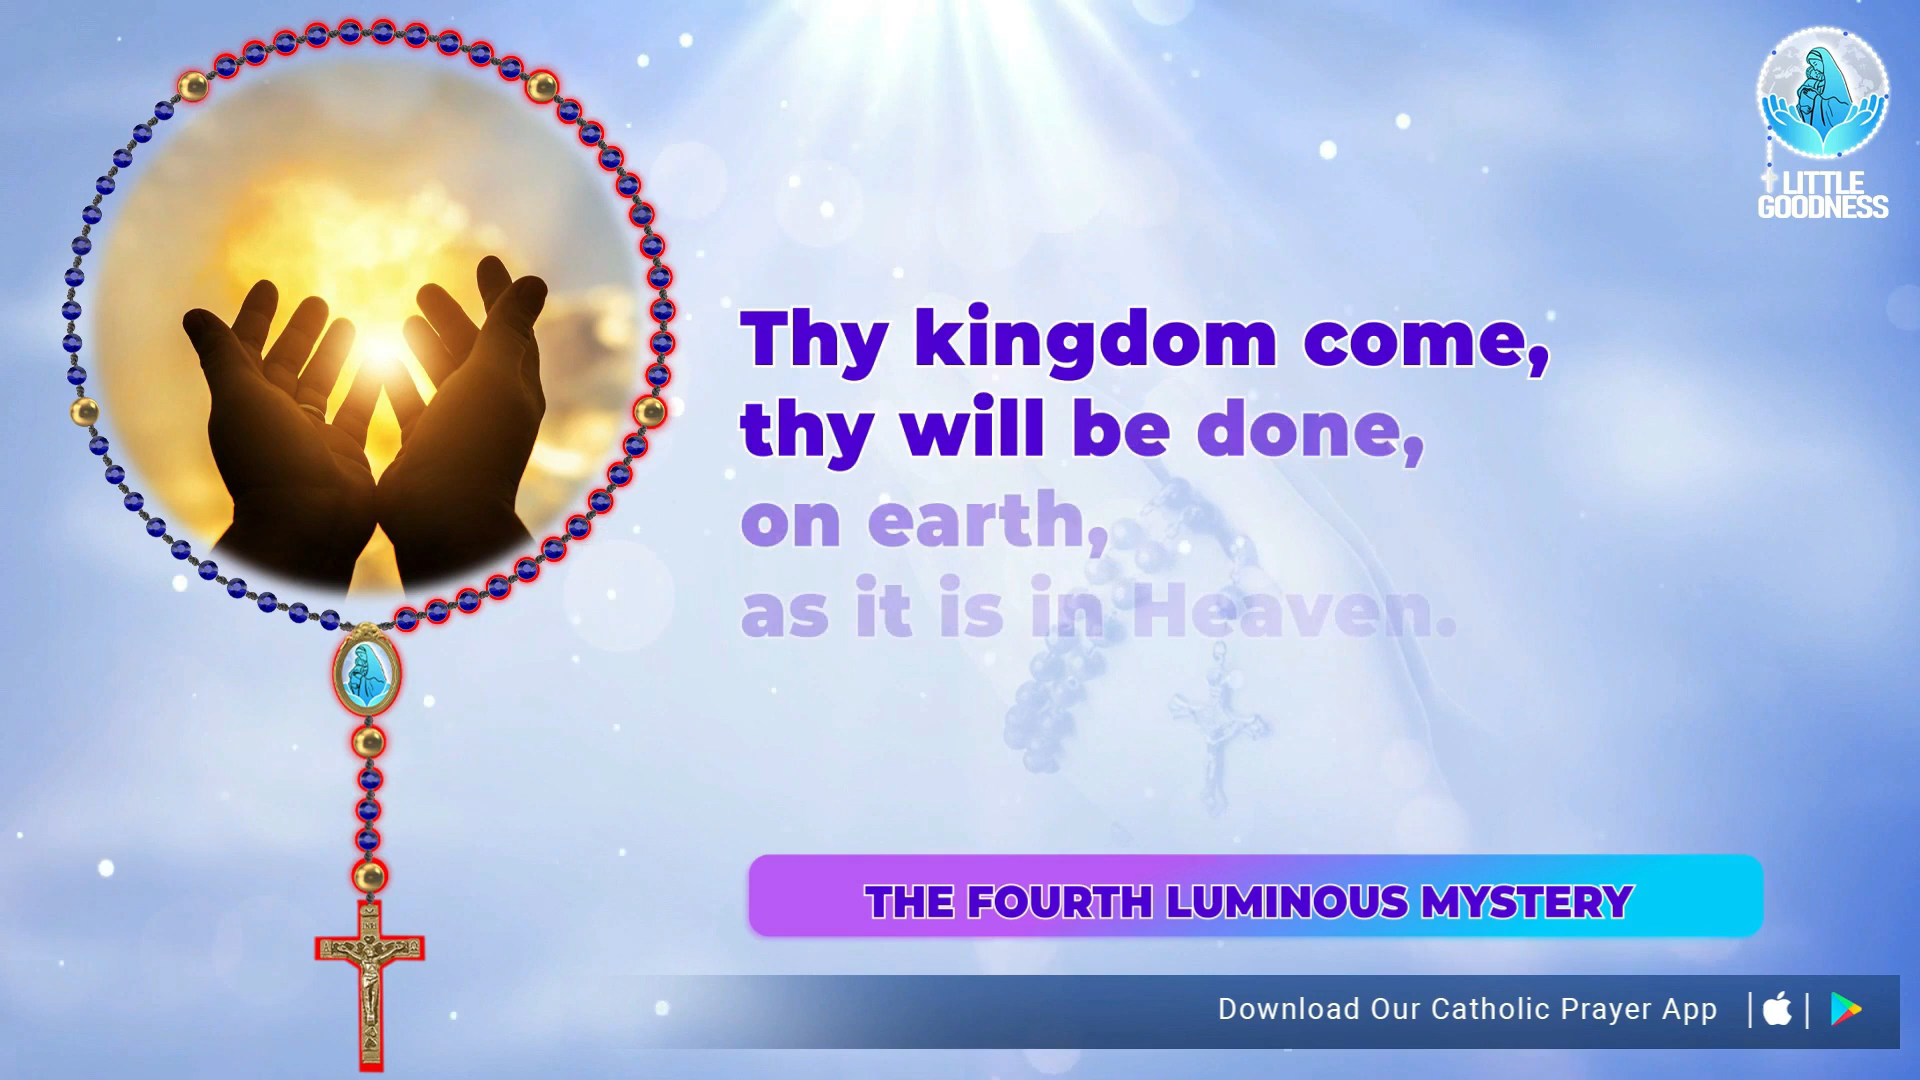 LITTLE
GOODNESS
Thy kingdom come,
thy will be done,
on earth,
as it is in Heaven.
THE FOURTH LUMINOUS MYSTERY
Download Our Catholic Prayer App